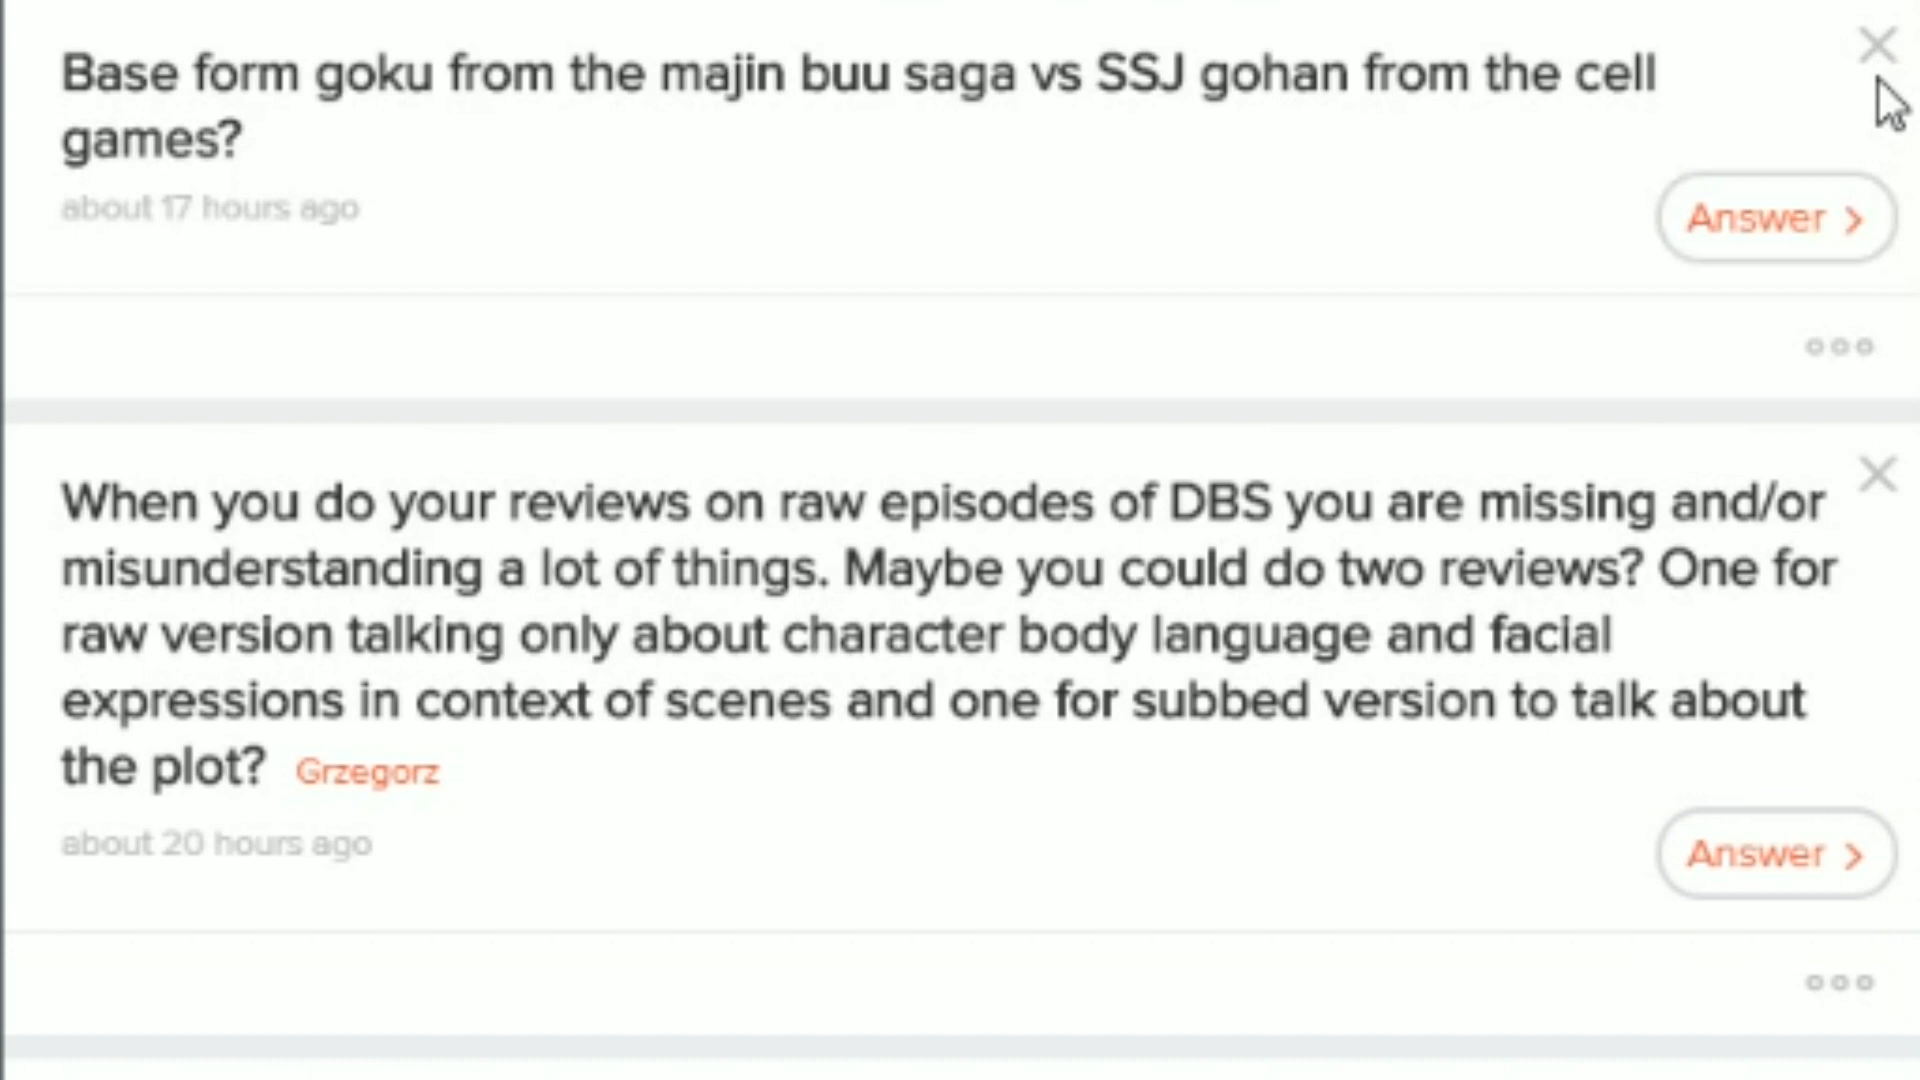 Base form goku from the majin buu saga vs SSJ gohan from the cell
games?
about 17 hours ago
Answer >
When you do your reviews on raw episodes of DBS you are missing and/or
misunderstanding a lot of things. Maybe you could do two reviews? One for
raw version talking only about character body language and facial
expressions in context of scenes and one for subbed version to talk about
the plot? Grzegorz
about 20 hours ago
Answer >